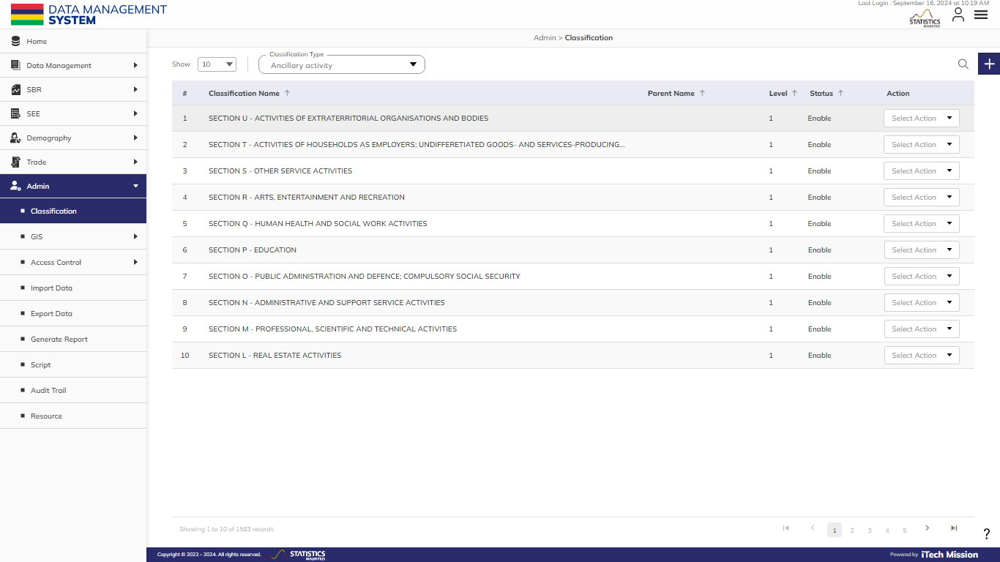 DATA MANAGEMENT
SYSTEM
Last Login : September 16, 2024 at 10:19 AM
STATISTICS
MAURITIUS
Home
Data Management
SBR
SEE
Demography
Trade
Admin
Classification
GIS
Access Control
Import Data
Export Data
Generate Report
Script
Audit Trail
Resource
Admin > Classification
Show 10
Classification Type
Ancillary activity
# Classification Name Parent Name Level Status Action
1 SECTION U - ACTIVITIES OF EXTRATERRITORIAL ORGANISATIONS AND BODIES 1 Enable Select Action
2 SECTION T - ACTIVITIES OF HOUSEHOLDS AS EMPLOYERS; UNDIFFERETIATED GOODS- AND SERVICES-PRODUCING... 1 Enable Select Action
3 SECTION S - OTHER SERVICE ACTIVITIES 1 Enable Select Action
4 SECTION R - ARTS, ENTERTAINMENT AND RECREATION 1 Enable Select Action
5 SECTION Q - HUMAN HEALTH AND SOCIAL WORK ACTIVITIES 1 Enable Select Action
6 SECTION P - EDUCATION 1 Enable Select Action
7 SECTION O - PUBLIC ADMINISTRATION AND DEFENCE; COMPULSORY SOCIAL SECURITY 1 Enable Select Action
8 SECTION N - ADMINISTRATIVE AND SUPPORT SERVICE ACTIVITIES 1 Enable Select Action
9 SECTION M - PROFESSIONAL, SCIENTIFIC AND TECHNICAL ACTIVITIES 1 Enable Select Action
10 SECTION L - REAL ESTATE ACTIVITIES 1 Enable Select Action
Showing 1 to 10 of 1583 records
1 2 3 4 5
?
Copyright © 2022 - 2024. All rights reserved.
STATISTICS
MAURITIUS
Powered by iTech Mission